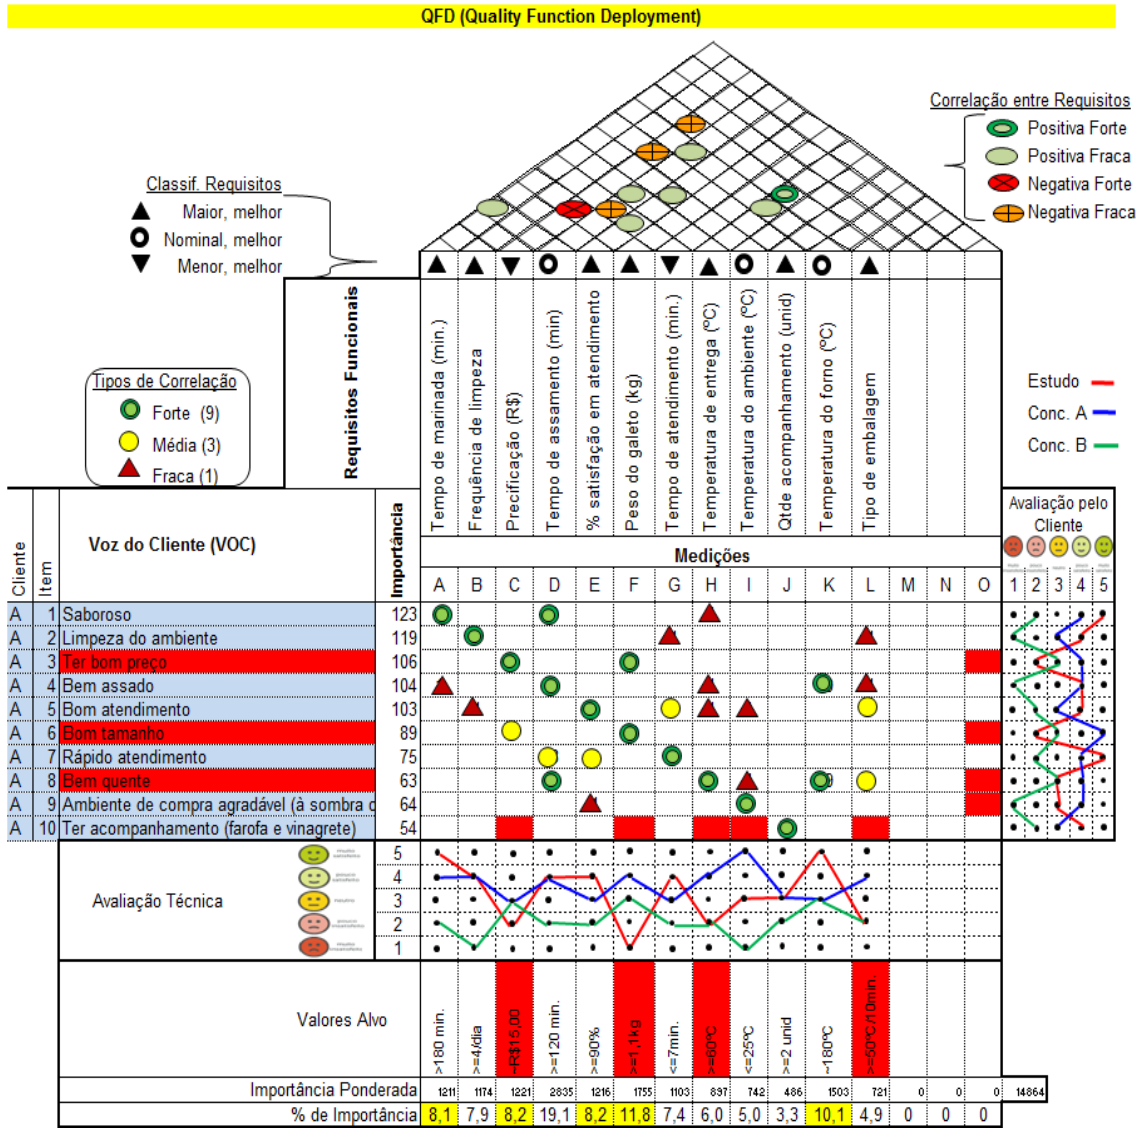 QFD (Quality Function Deployment)
Correlação entre Requisitos
Positiva Forte
Positiva Fraca
Negativa Forte
Negativa Fraca
Classif. Requisitos
Maior, melhor
Nominal, melhor
Menor, melhor
Requisitos Funcionais
Tempo de marinada (min.)
Frequência de limpeza
Precificação (R$)
Tempo de assamento (min)
% satisfação em atendimento
Peso do galeto (kg)
Tempo de atendimento (min.)
Temperatura de entrega (ºC)
Temperatura do ambiente (ºC)
Qtde acompanhamento (unid)
Temperatura do forno (ºC)
Tipo de embalagem
Tipos de Correlação
Forte (9)
Média (3)
Fraca (1)
Estudo
Conc. A
Conc. B
Cliente
Item
Voz do Cliente (VOC)
Importância
Medições
A B C D E F G H I J K L M N O
Avaliação pelo
Cliente
1 2 3 4 5
A 1 Saboroso 123
A 2 Limpeza do ambiente 119
A 3 Ter bom preço 106
A 4 Bem assado 104
A 5 Bom atendimento 103
A 6 Bom tamanho 89
A 7 Rápido atendimento 75
A 8 Bem quente 63
A 9 Ambiente de compra agradável (à sombra 64
A 10 Ter acompanhamento (farofa e vinagrete) 54
Avaliação Técnica
5
4
3
2
1
Valores Alvo
>=180 min.
>=4/dia
~R$15,00
>=120 min.
>=90%
>=1,1kg
<=7min.
>=60ºC
<=25ºC
>=2 unid
~180ºC
>=50ºC/10min.
Importância Ponderada 1211 1174 1221 2835 1216 1755 1103 897 742 486 1503 721 0 0 0 14864
% de Importância 8,1 7,9 8,2 19,1 8,2 11,8 7,4 6,0 5,0 3,3 10,1 4,9 0 0 0